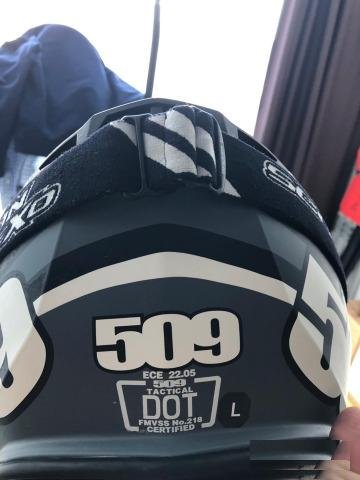 509
ECE 22.05
509
TACTICAL
DOT
L
FMVSS No.218
CERTIFIED